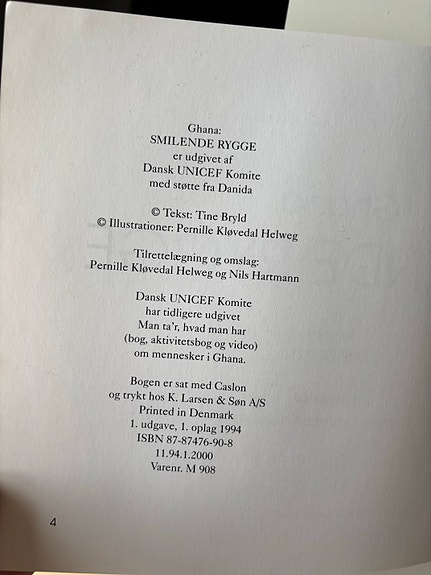 Ghana:
SMILENDE RYGGE
er udgivet af
Dansk UNICEF Komite
med støtte fra Danida
© Tekst: Tine Bryld
© Illustrationer: Pernille Kløvedal Helweg
Tilrettelægning og omslag:
Pernille Kløvedal Helweg og Nils Hartmann
Dansk UNICEF Komite
har tidligere udgivet
Man ta'r, hvad man har
(bog, aktivitetsbog og video)
om mennesker i Ghana.
Bogen er sat med Caslon
og trykt hos K. Larsen & Søn A/S
Printed in Denmark
1. udgave, 1. oplag 1994
ISBN 87-87476-90-8
11.94.1.2000
Varenr. M 908
4